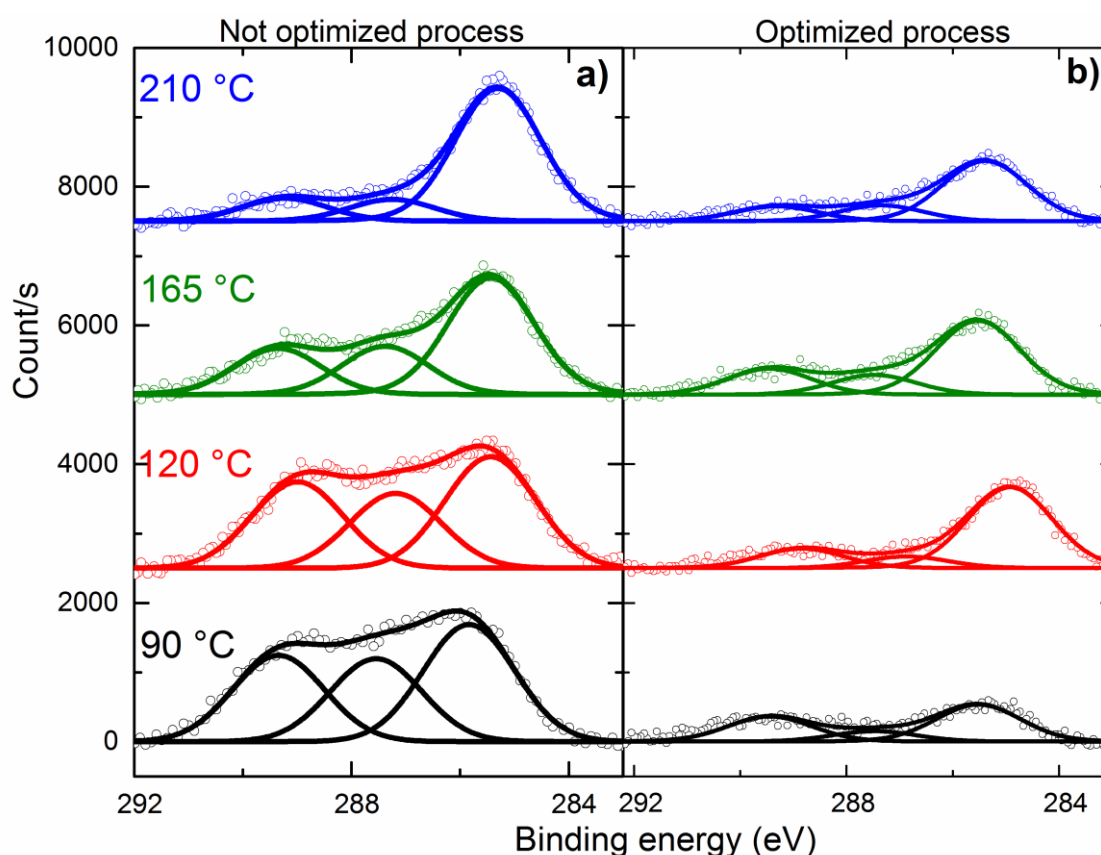 Not optimized process
Optimized process
10000
a)
b)
210 °C
8000
165 °C
6000
Count/s
120 °C
4000
90 °C
2000
0
292
288
284
292
288
284
Binding energy (eV)